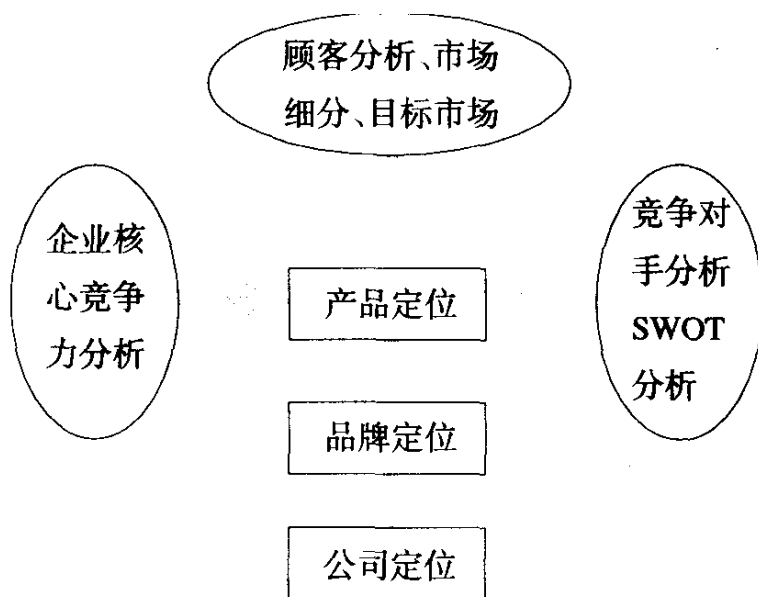 顾客分析、市场
细分、目标市场
企业核
心竞争
力分析
竞争对
手分析
SWOT
分析
产品定位
品牌定位
公司定位